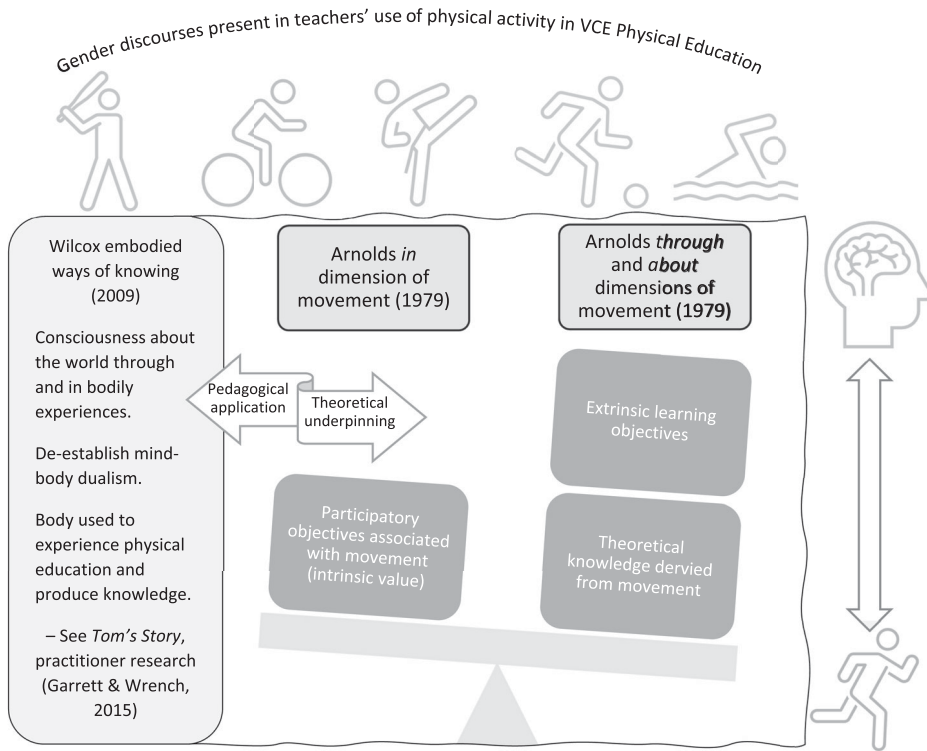 Gender discourses present in teachers' use of physical activity in VCE Physical Education
Wilcox embodied
ways of knowing
(2009)
Consciousness about
the world through
and in bodily
experiences.
De-establish mind-
body dualism.
Body used to
experience physical
education and
produce knowledge.
– See Tom's Story,
practitioner research
(Garrett & Wrench,
2015)
Pedagogical
application
Theoretical
underpinning
Arnolds in
dimension of
movement (1979)
Participatory
objectives associated
with movement
(intrinsic value)
Arnolds through
and about
dimensions of
movement (1979)
Extrinsic learning
objectives
Theoretical
knowledge dervied
from movement